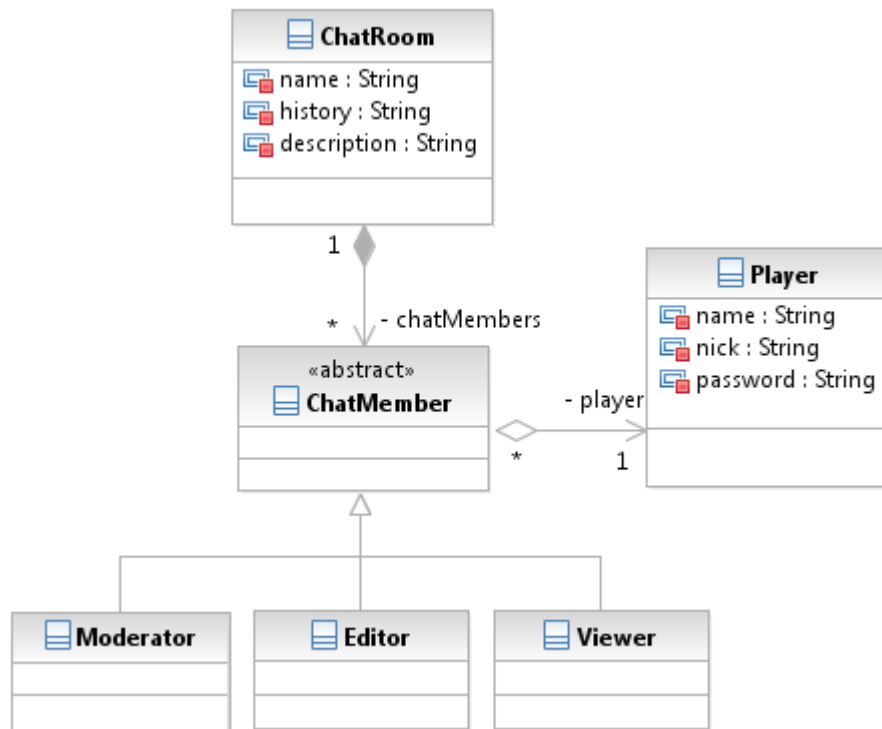 ChatRoom
name : String
history : String
description : String
1
* - chatMembers
«abstract»
ChatMember
Player
name : String
nick : String
password : String
- player
* 1
Moderator
Editor
Viewer